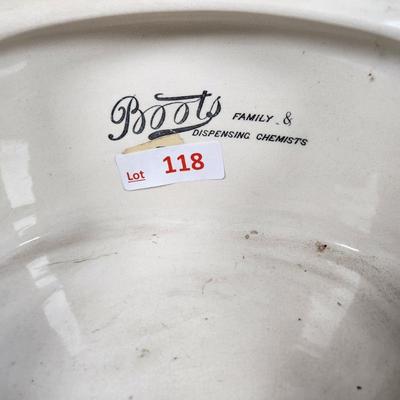 Boots FAMILY & 
DISPENSING CHEMISTS
Lot 118